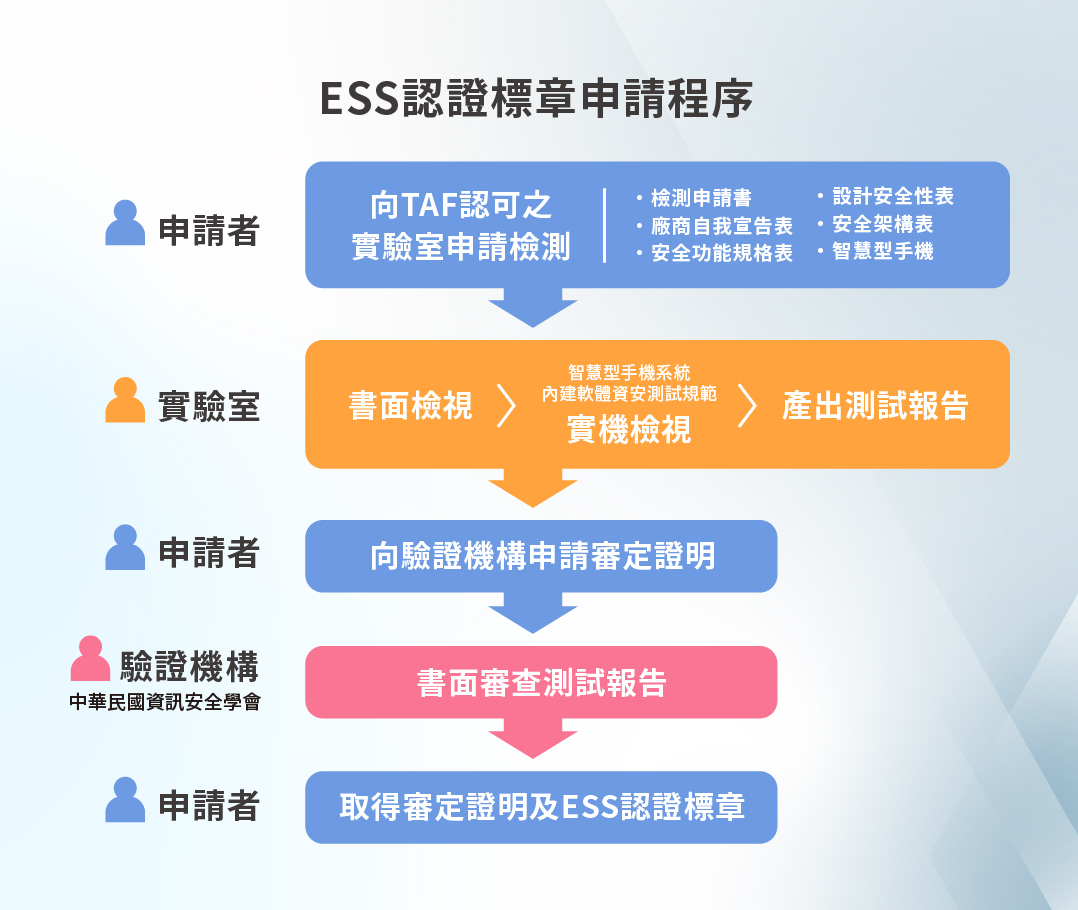 ESS認證標章申請程序
申請者
向TAF認可之
實驗室申請檢測
・檢測申請書
・廠商自我宣告表
・安全功能規格表
・設計安全性表
・安全架構表
・智慧型手機
實驗室
書面檢視
智慧型手機系統
內建軟體資安測試規範
實機檢視
產出測試報告
申請者
向驗證機構申請審定證明
驗證機構
中華民國資訊安全學會
書面審查測試報告
申請者
取得審定證明及ESS認證標章